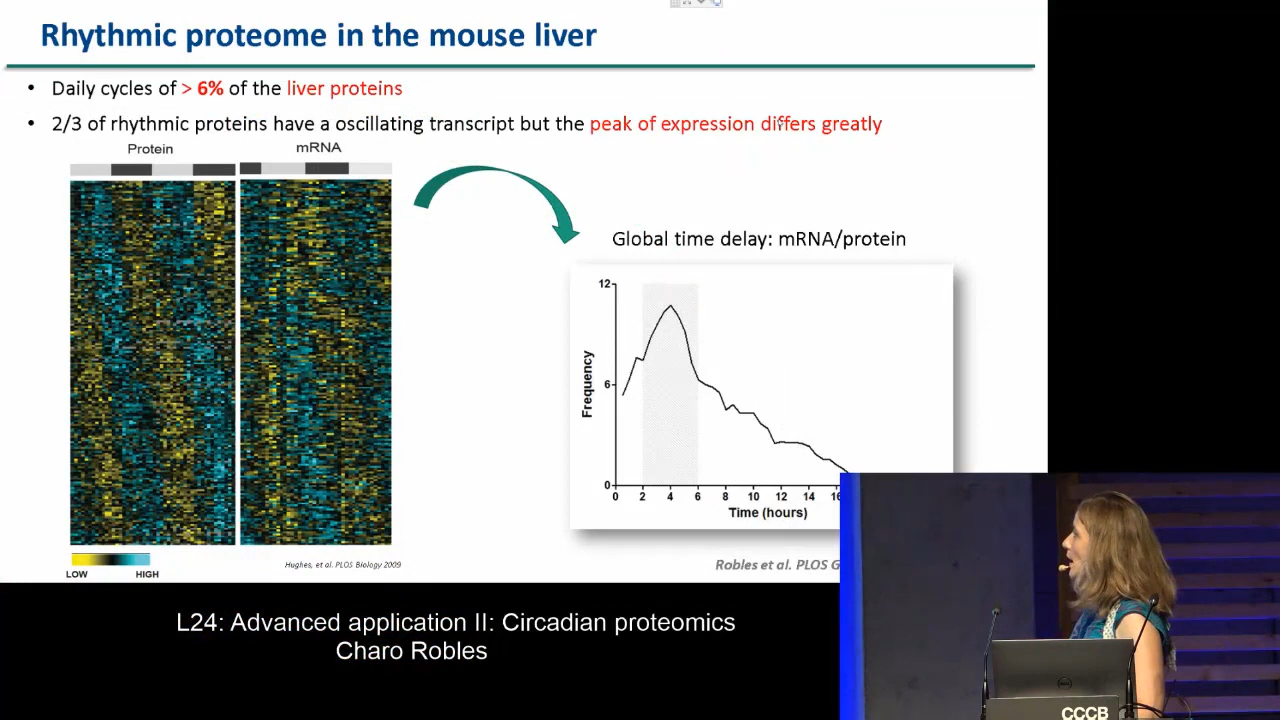 Rhythmic proteome in the mouse liver
• Daily cycles of > 6% of the liver proteins
• 2/3 of rhythmic proteins have a oscillating transcript but the peak of expression differs greatly
Protein
mRNA
LOW
HIGH
Hughes, et al. PLOS Biology 2009
Global time delay: mRNA/protein
12
6
0
Frequency
0 2 4 6 8 10 12 14
Time (hours)
Robles et al. PLOS
L24: Advanced application II: Circadian proteomics
Charo Robles
CCCB